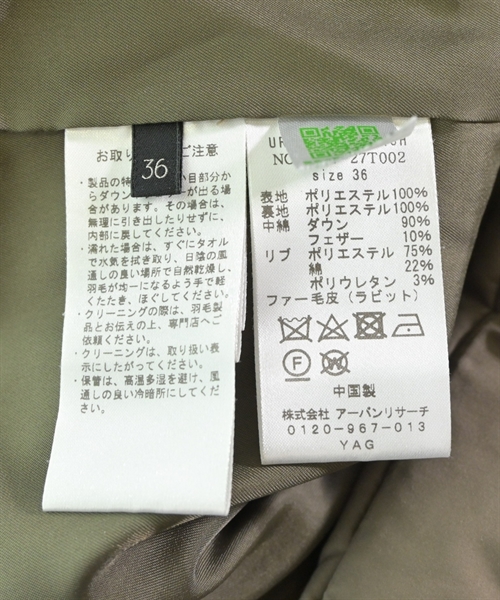 36
お取り
ご注意
・製品の特
い目部分か
らダウン
ーが出る場
合があります。その場合は、
無理に引き出したりせずに、
内部に戻してください。
・濡れた場合は、すぐにタオル
で水気を拭き取り、日陰の風
通しの良い場所で自然乾燥し、
羽毛が均一になるよう手で軽
くたたき、ほぐしてください。
・クリーニングの際は、羽毛製
品とお伝えの上、専門店へご
依頼ください。
・クリーニングは、取り扱い表
示にしたがってください。
・保管は、高温多湿を避け、風
通しの良い冷暗所にしてくだ
さい。
27T002
size 36
表地 ポリエステル100%
裏地 ポリエステル100%
中綿 ダウン 90%
フェザー 10%
リブ ポリエステル 75%
綿 22%
ポリウレタン 3%
ファー毛皮(ラビット)
F W
中国製
株式会社 アーバンリサーチ
0120-967-013
YAG